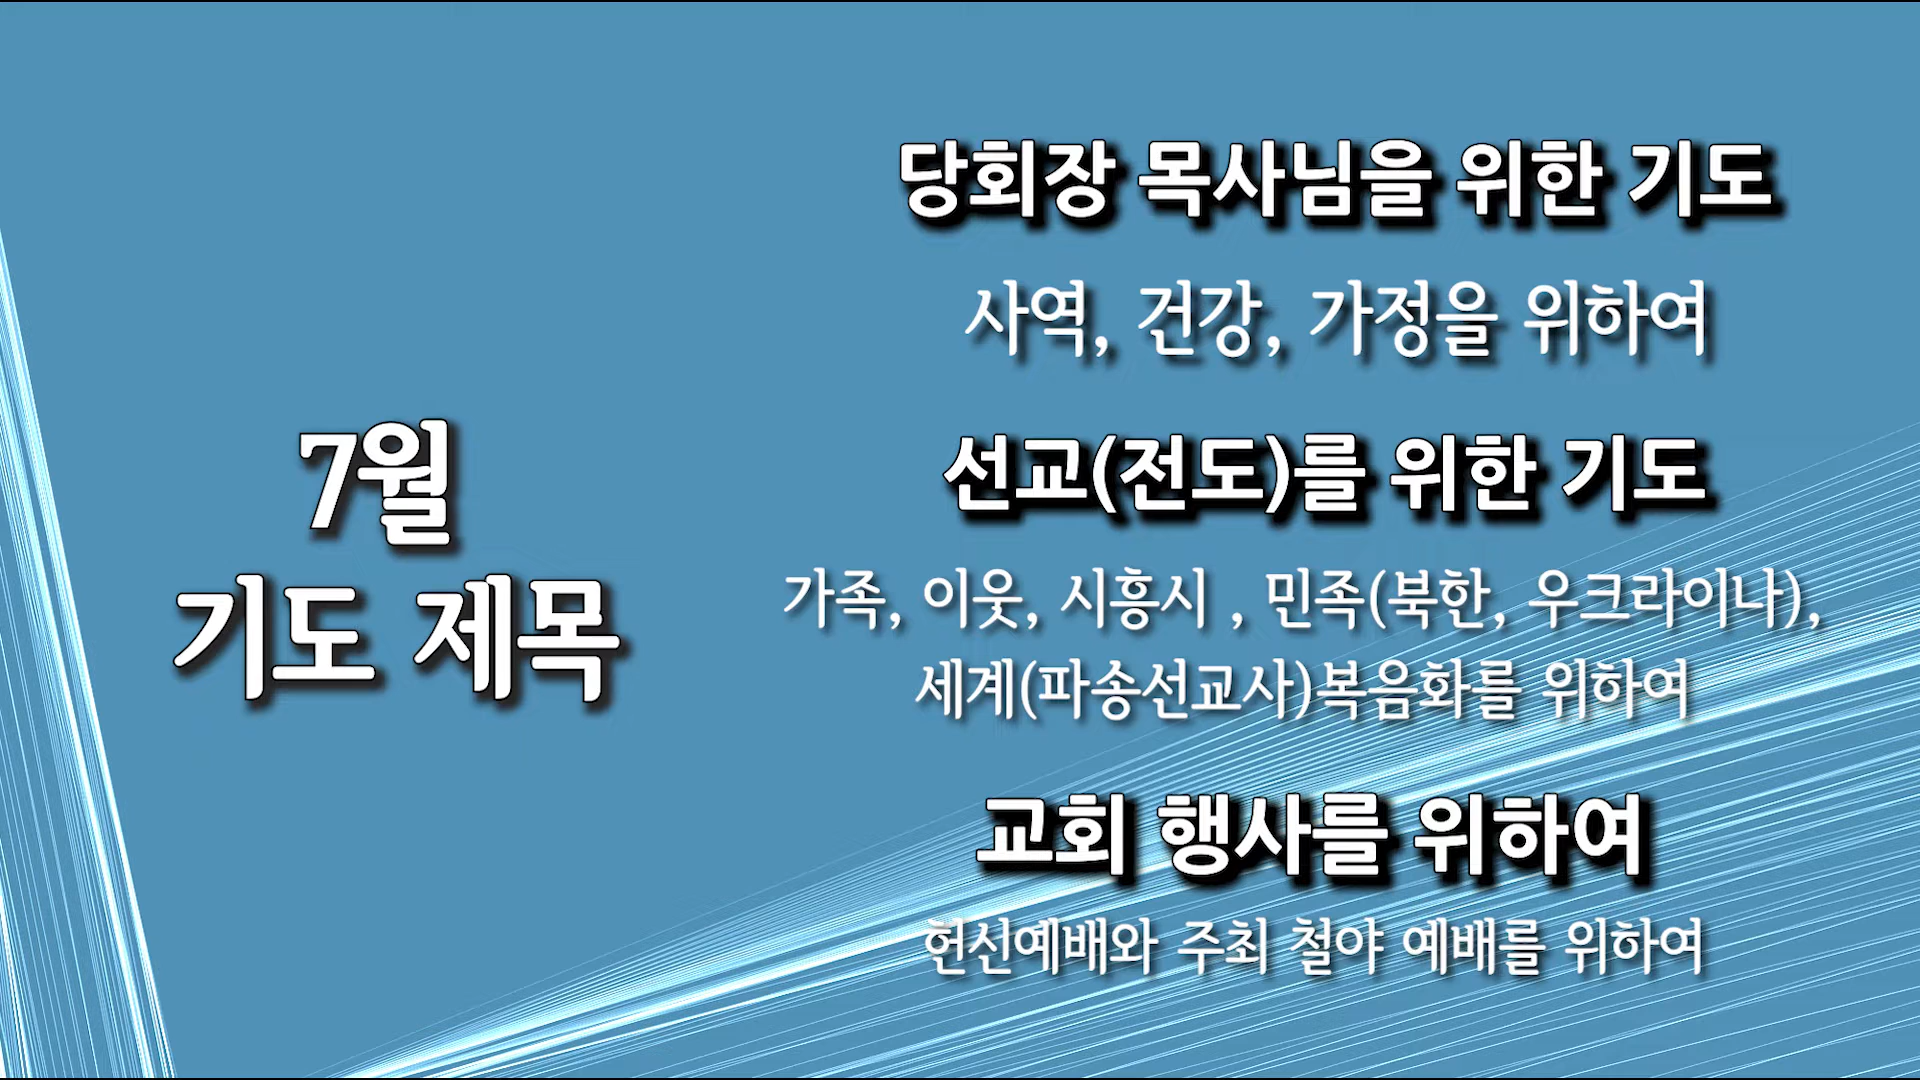 7월
기도 제목
당회장 목사님을 위한 기도
사역, 건강, 가정을 위하여
선교(전도)를 위한 기도
가족, 이웃, 시흥시 , 민족(북한, 우크라이나),
세계(파송선교사)복음화를 위하여
교회 행사를 위하여
헌신예배와 주최 철야 예배를 위하여